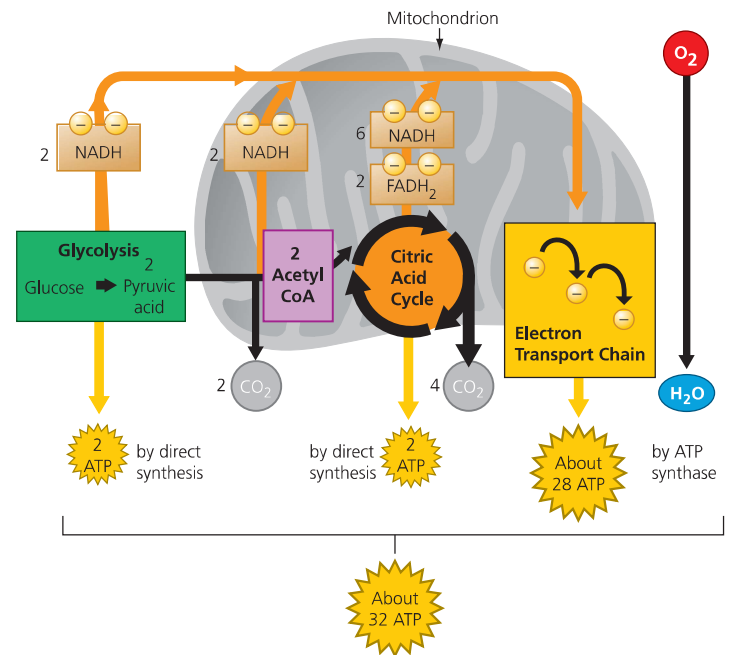 Mitochondrion
O2
2
− −
NADH
2
− −
NADH
6
− −
NADH
2
− −
FADH2
Glycolysis
2
Glucose Pyruvic
acid
2
Acetyl
CoA
Citric
Acid
Cycle
−
−
−
Electron
Transport Chain
2 CO2
4 CO2
H2O
2
ATP
by direct
synthesis
by direct
synthesis
2
ATP
About
28 ATP
by ATP
synthase
About
32 ATP